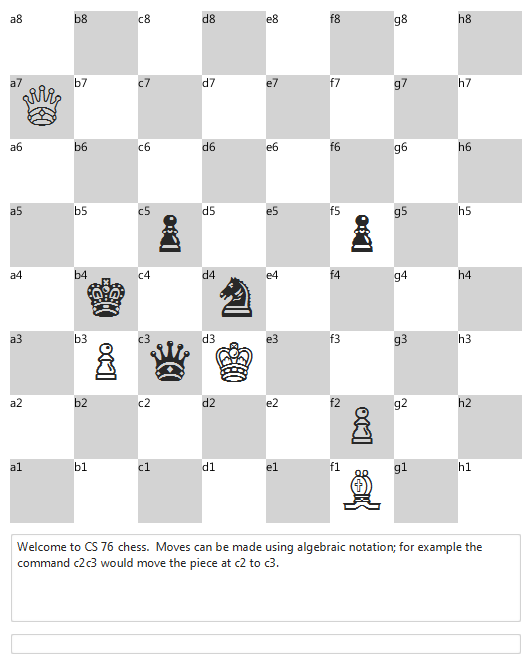 a8 b8 c8 d8 e8 f8 g8 h8
a7 b7 c7 d7 e7 f7 g7 h7
a6 b6 c6 d6 e6 f6 g6 h6
a5 b5 c5 d5 e5 f5 g5 h5
a4 b4 c4 d4 e4 f4 g4 h4
a3 b3 c3 d3 e3 f3 g3 h3
a2 b2 c2 d2 e2 f2 g2 h2
a1 b1 c1 d1 e1 f1 g1 h1
Welcome to CS 76 chess.  Moves can be made using algebraic notation; for example the
command c2c3 would move the piece at c2 to c3.